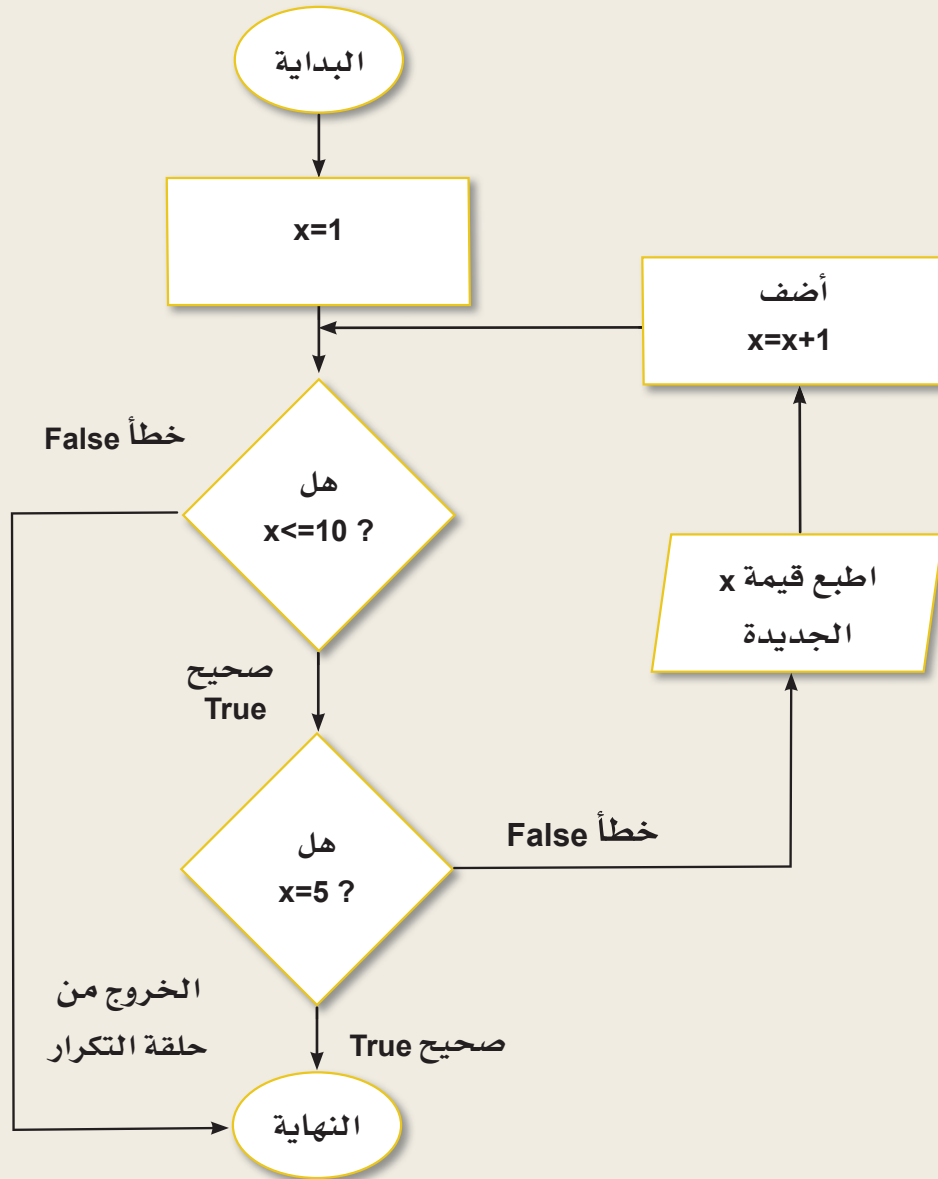 البداية
x=1
أضف
x=x+1
خطأ False
هل
x<=10 ?
اطبع قيمة x
الجديدة
صحيح
True
خطأ False
هل
x=5 ?
الخروج من
حلقة التكرار
صحيح True
النهاية